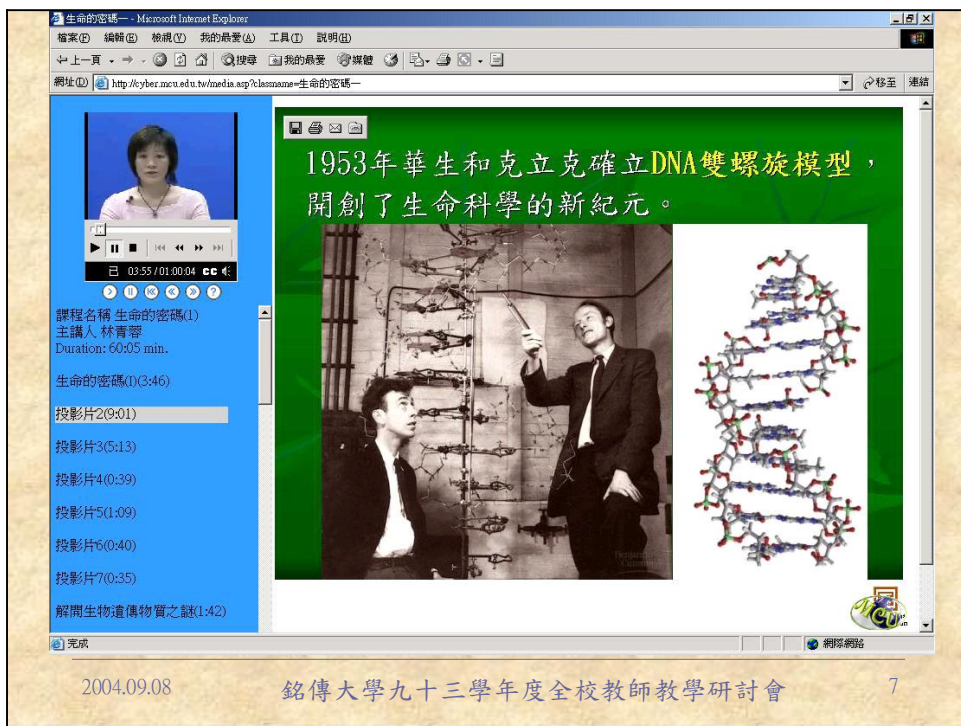 生命的密碼一 - Microsoft Internet Explorer
檔案(F) 編輯(E) 檢視(V) 我的最愛(A) 工具(T) 說明(H)
上一頁 搜尋 我的最愛 媒體
網址(D) http://cyber.mcu.edu.tw/media.asp?classname=生命的密碼一 移至 連結
已 03:55 / 01:00:04 CC
課程名稱 生命的密碼(1)
主講人 林青蓉
Duration: 60:05 min.
生命的密碼(1)(3:46)
投影片2(9:01)
投影片3(5:13)
投影片4(0:39)
投影片5(1:09)
投影片6(0:40)
投影片7(0:35)
解開生物遺傳物質之謎(1:42)
1953年華生和克立克確立DNA雙螺旋模型，
開創了生命科學的新紀元。
MCU
完成 網際網路
2004.09.08 銘傳大學九十三學年度全校教師教學研討會 7